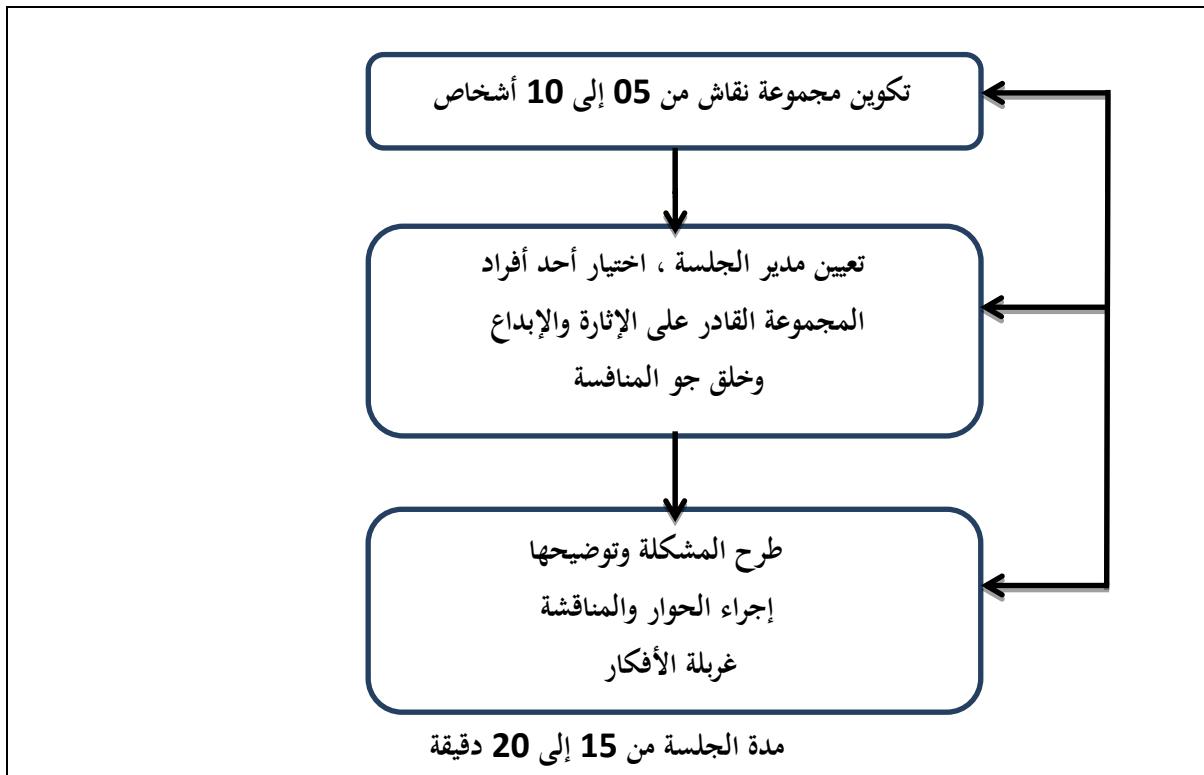 تكوين مجموعة نقاش من 05 إلى 10 أشخاص
تعيين مدير الجلسة ، اختيار أحد أفراد
المجموعة القادر على الإثارة والإبداع
وخلق جو المنافسة
طرح المشكلة وتوضيحها
إجراء الحوار والمناقشة
غربلة الأفكار
مدة الجلسة من 15 إلى 20 دقيقة